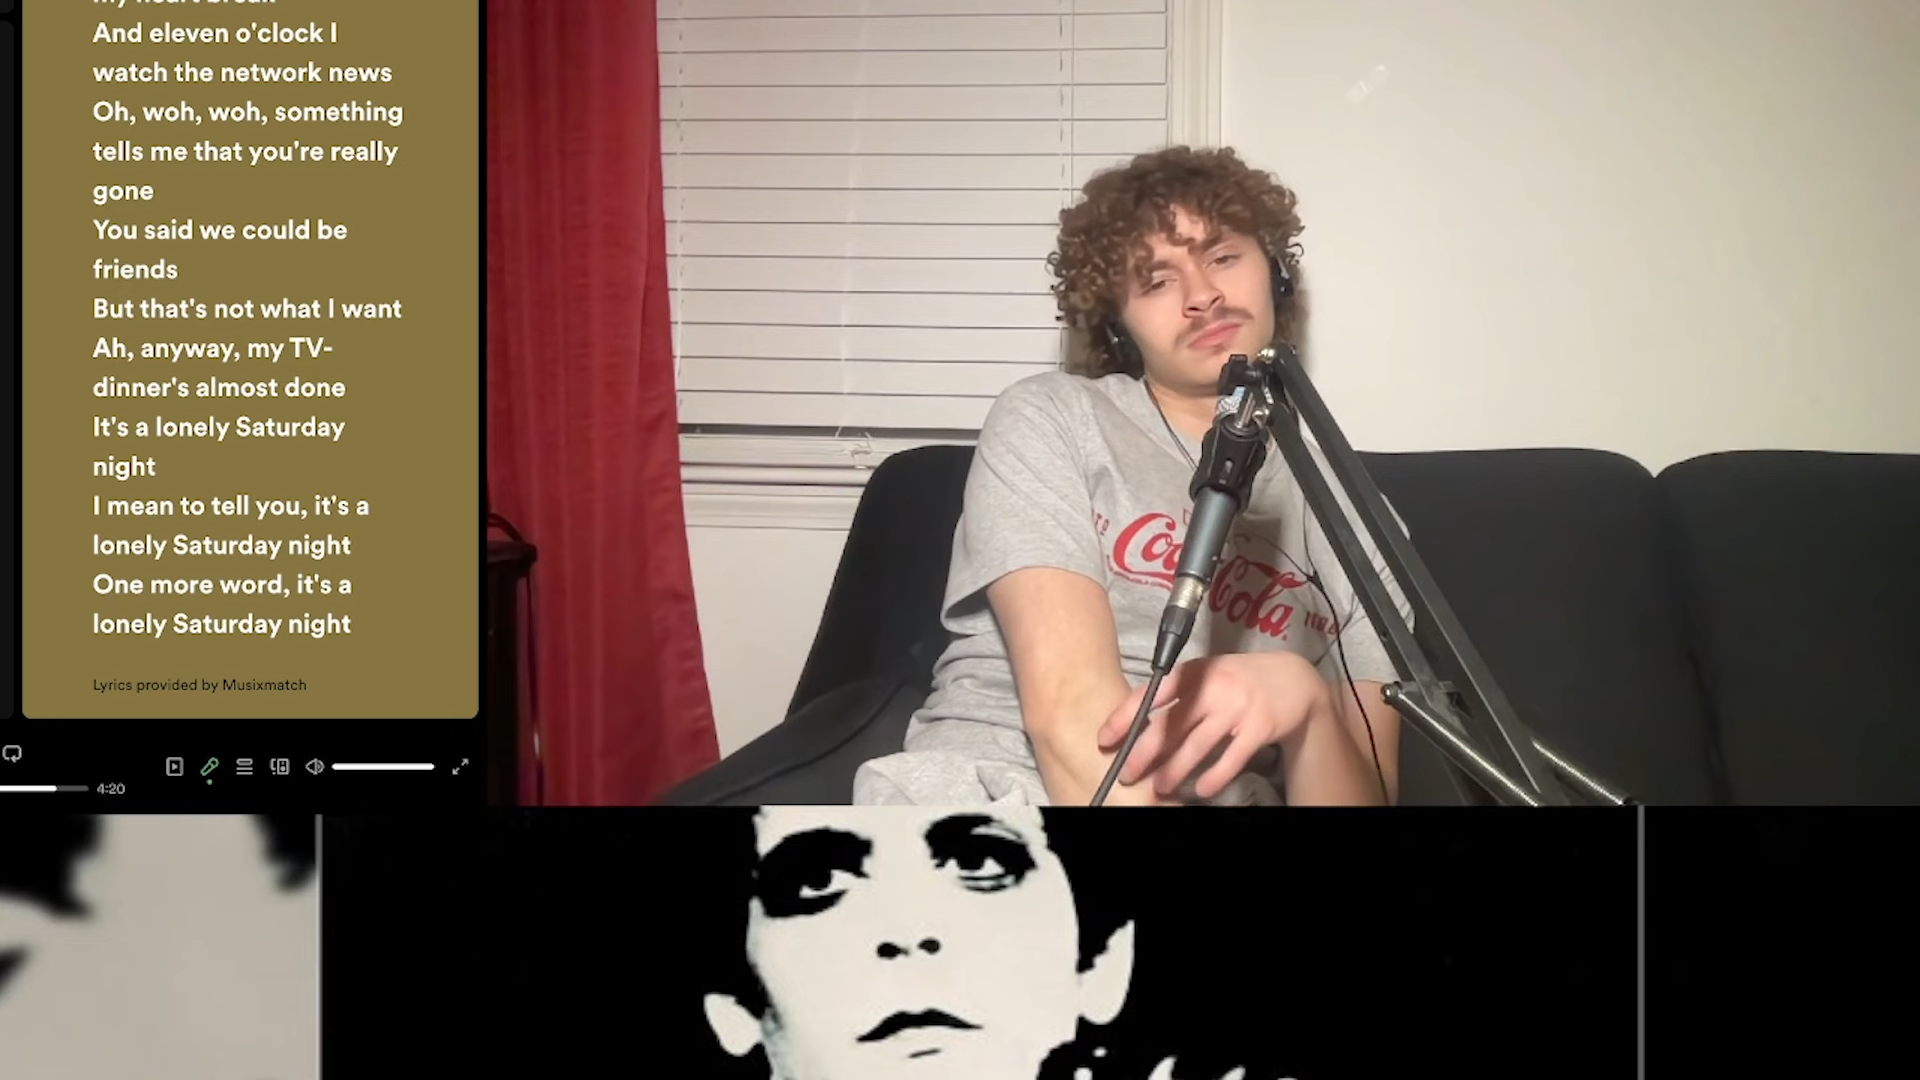 my heart break
And eleven o'clock I
watch the network news
Oh, woh, woh, something
tells me that you're really
gone
You said we could be
friends
But that's not what I want
Ah, anyway, my TV-
dinner's almost done
It's a lonely Saturday
night
I mean to tell you, it's a
lonely Saturday night
One more word, it's a
lonely Saturday night
Lyrics provided by Musixmatch
4:20
Coca-Cola